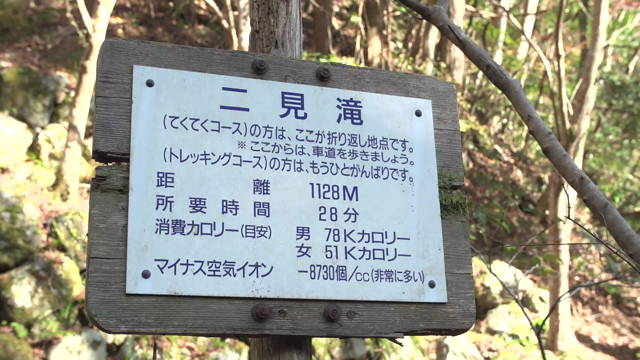 二見滝
(てくてくコース)の方は、ここが折り返し地点です。
※ここからは、車道を歩きましょう。
(トレッキングコース)の方は、もうひとがんばりです。
距離 1128M
所要時間 28分
消費カロリー(目安) 男 78Kカロリー
女 51Kカロリー
マイナス空気イオン −8730個/cc(非常に多い)